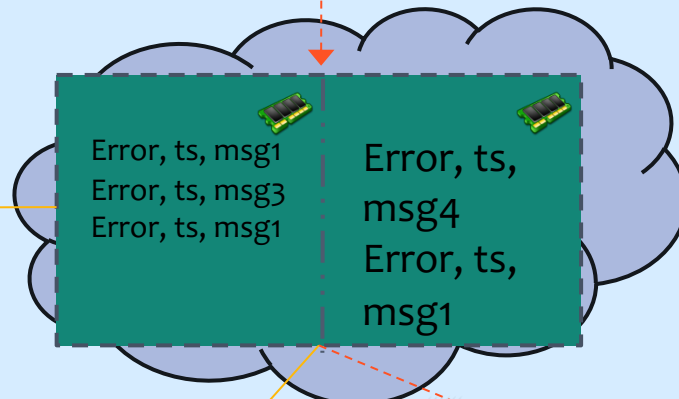 Error, ts, msg1
Error, ts, msg3
Error, ts, msg1
Error, ts,
msg4
Error, ts,
msg1